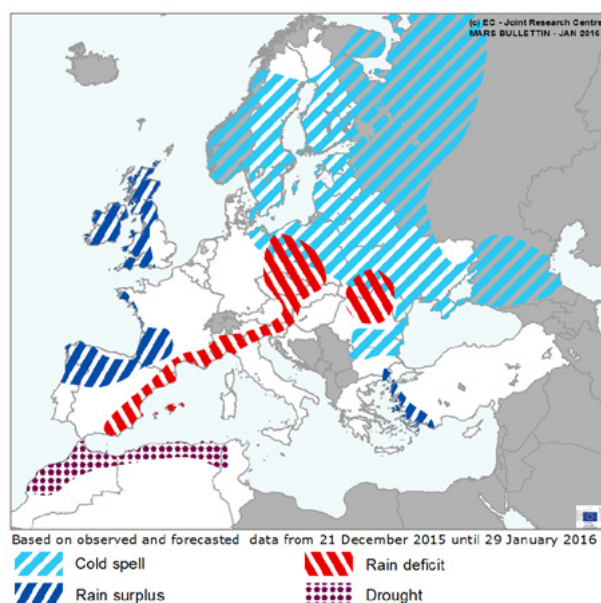 (c) EC - Joint Research Centre
MARS BULLETTIN - JAN 2016
Based on observed and forecasted data from 21 December 2015 until 29 January 2016
Cold spell
Rain deficit
Rain surplus
Drought